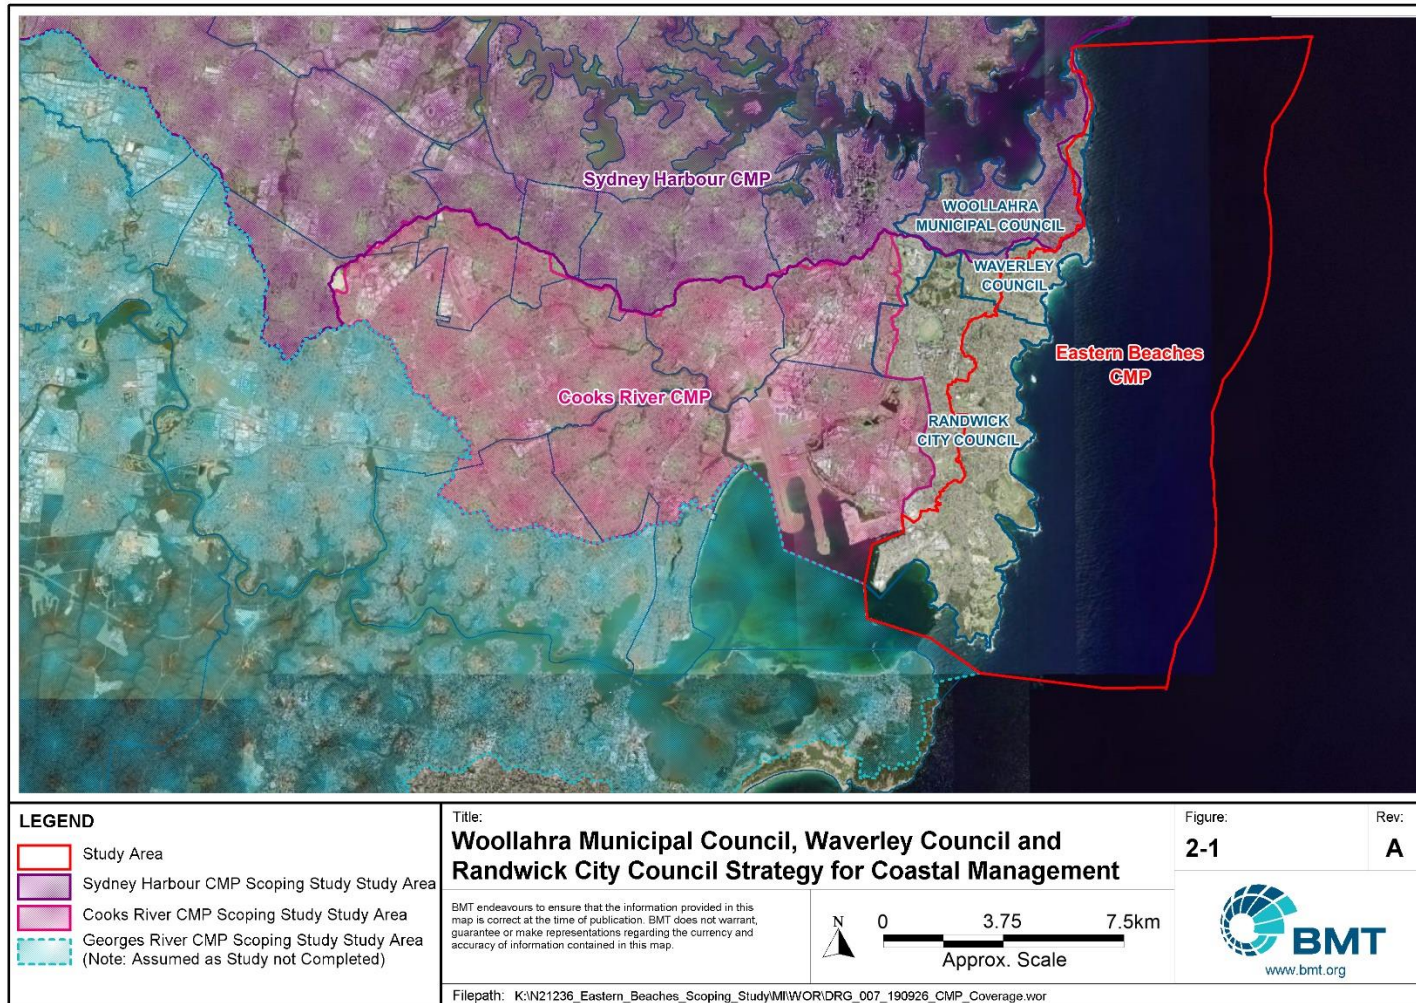 Sydney Harbour CMP
WOOLLAHRA
MUNICIPAL COUNCIL
WAVERLEY
COUNCIL
Eastern Beaches
CMP
Cooks River CMP
RANDWICK
CITY COUNCIL
LEGEND
Study Area
Sydney Harbour CMP Scoping Study Study Area
Cooks River CMP Scoping Study Study Area
Georges River CMP Scoping Study Study Area
(Note: Assumed as Study not Completed)
Title:
Woollahra Municipal Council, Waverley Council and
Randwick City Council Strategy for Coastal Management
BMT endeavours to ensure that the information provided in this
map is correct at the time of publication. BMT does not warrant,
guarantee or make representations regarding the currency and
accuracy of information contained in this map.
N
0 3.75 7.5km
Approx. Scale
Figure:
2-1
Rev:
A
BMT
www.bmt.org
Filepath: K:\N21236_Eastern_Beaches_Scoping_Study\MI\WOR\DRG_007_190926_CMP_Coverage.wor